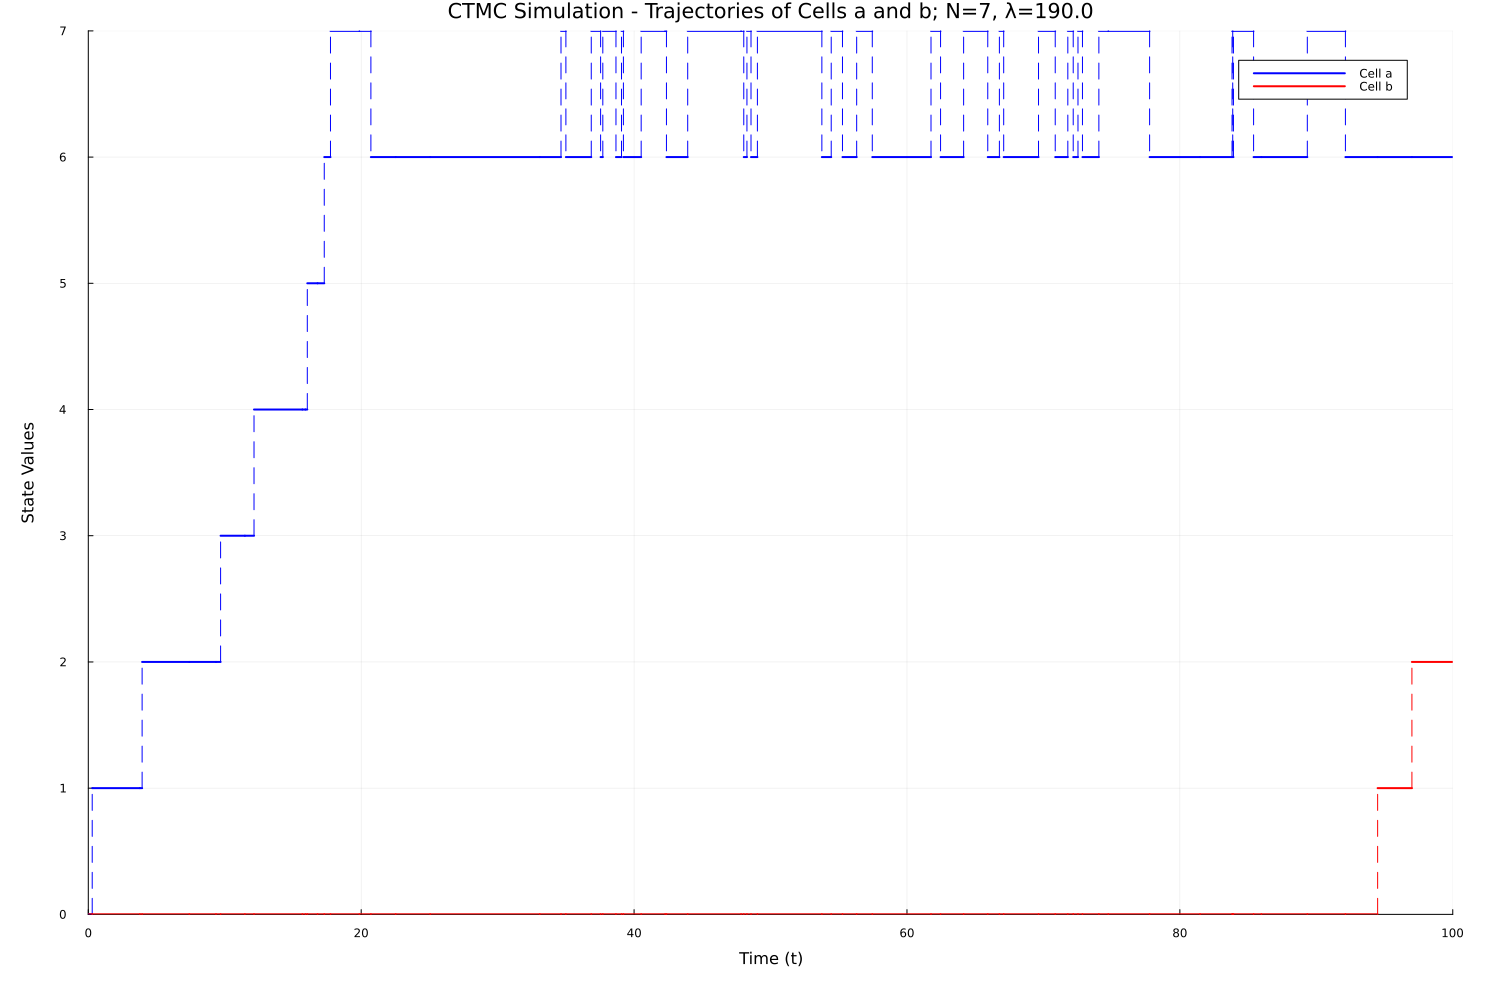 CTMC Simulation - Trajectories of Cells a and b; N=7, λ=190.0
7
6
5
4
3
2
1
0
State Values
Cell a
Cell b
0 20 40 60 80 100
Time (t)